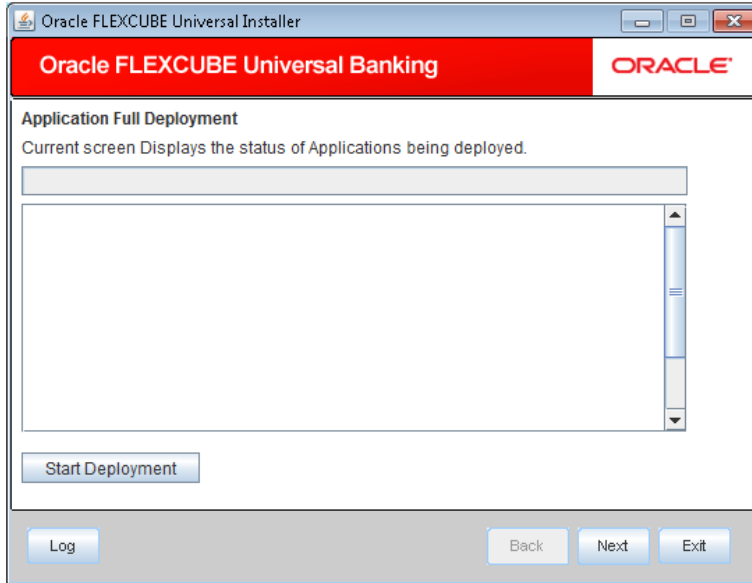 Oracle FLEXCUBE Universal Installer
Oracle FLEXCUBE Universal Banking
ORACLE
Application Full Deployment
Current screen Displays the status of Applications being deployed.
Start Deployment
Log
Back
Next
Exit